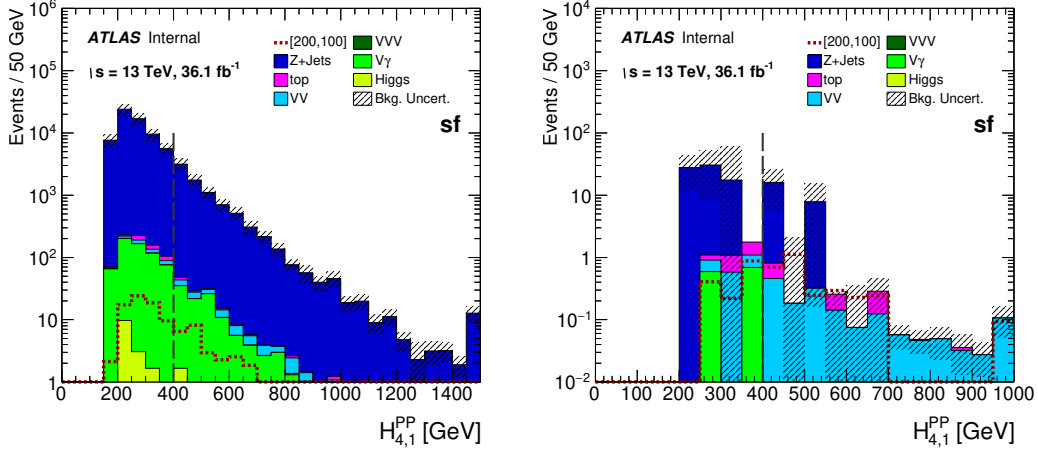 Events / 50 GeV
10⁶
10⁵
10⁴
10³
10²
10
1
ATLAS Internal
√s = 13 TeV, 36.1 fb⁻¹
[200,100]
Z+Jets
top
VV
VVV
Vγ
Higgs
Bkg. Uncert.
sf
0 200 400 600 800 1000 1200 1400
H^PP_4,1 [GeV]
Events / 50 GeV
10⁴
10³
10²
10
1
10⁻¹
10⁻²
ATLAS Internal
√s = 13 TeV, 36.1 fb⁻¹
[200,100]
Z+Jets
top
VV
VVV
Vγ
Higgs
Bkg. Uncert.
sf
0 100 200 300 400 500 600 700 800 900 1000
H^PP_4,1 [GeV]